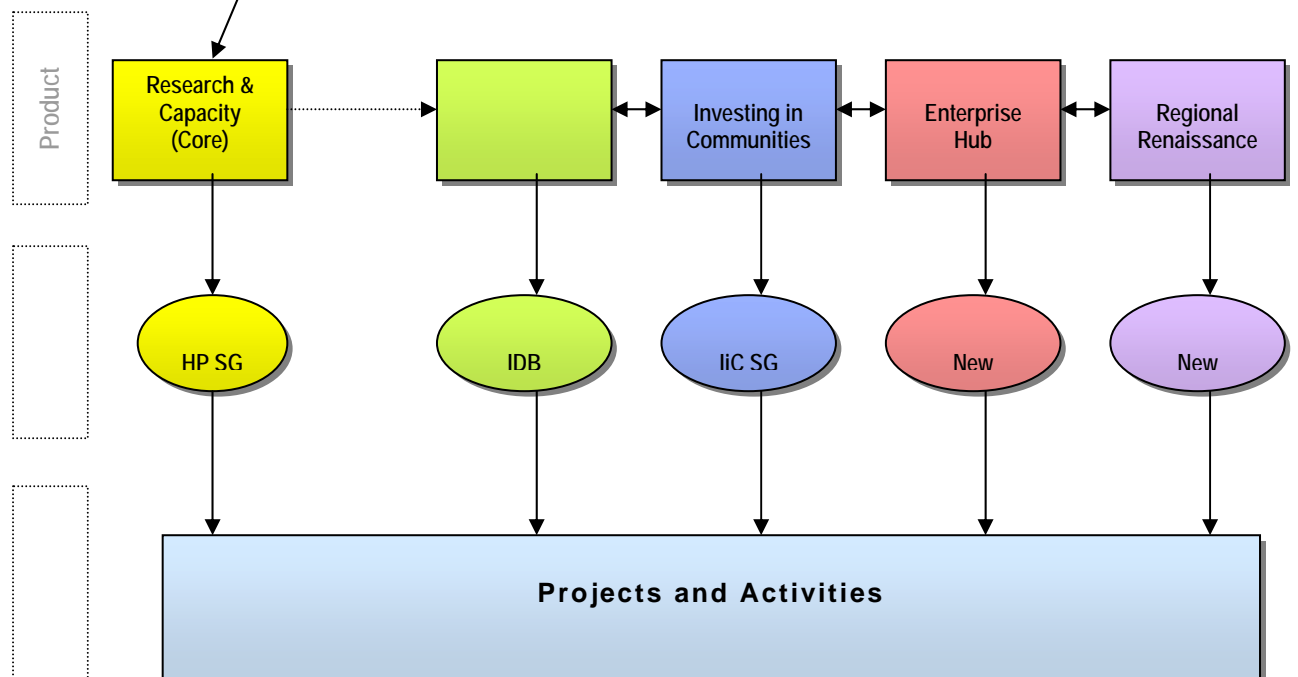 Product
Research &
Capacity
(Core)
Investing in
Communities
Enterprise
Hub
Regional
Renaissance
HP SG
IDB
IiC SG
New
New
Projects and Activities